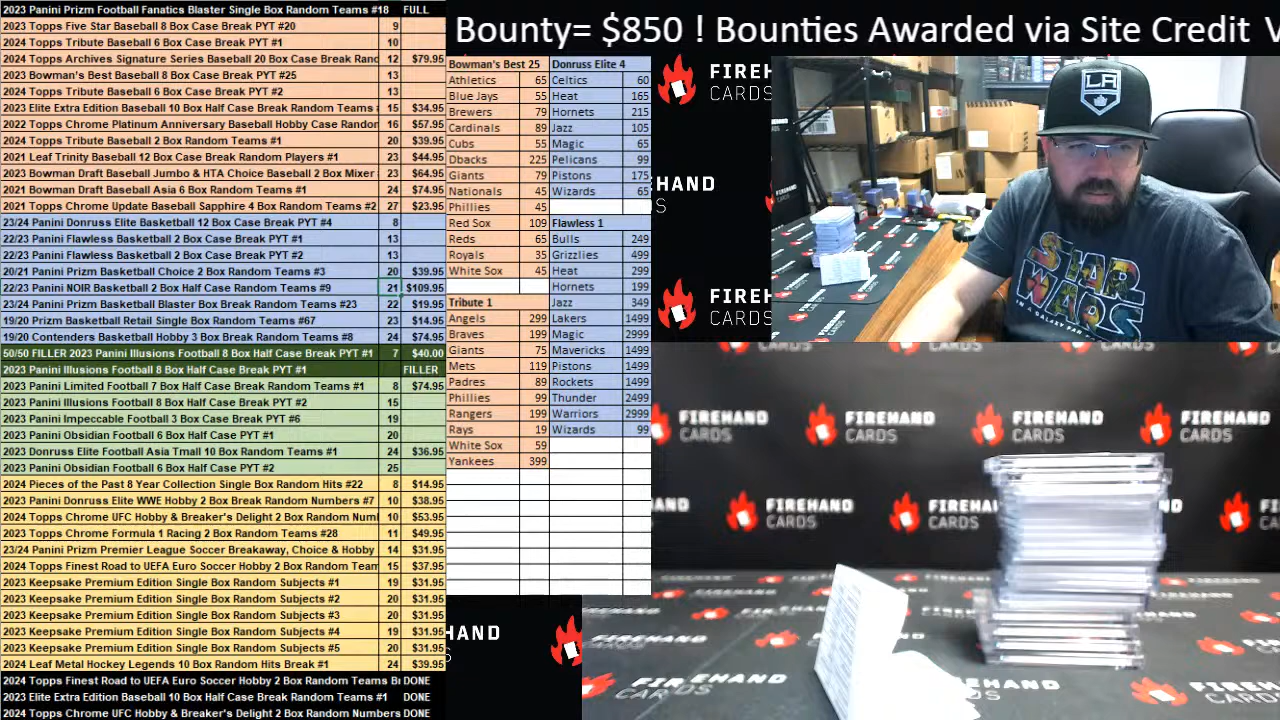 Bounty= $850 ! Bounties Awarded via Site Credit
2023 Panini Prizm Football Fanatics Blaster Single Box Random Teams #18 FULL
2023 Topps Five Star Baseball 8 Box Case Break PYT #20 9
2024 Topps Tribute Baseball 6 Box Case Break PYT #1 10
2024 Topps Archives Signature Series Baseball 20 Box Case Break Rand 12 $79.95
2023 Bowman's Best Baseball 8 Box Case Break PYT #25 13
2024 Topps Tribute Baseball 6 Box Case Break PYT #2 13
2023 Elite Extra Edition Baseball 10 Box Half Case Break Random Teams 15 $34.95
2022 Topps Chrome Platinum Anniversary Baseball Hobby Case Random 16 $57.95
2024 Topps Tribute Baseball 2 Box Random Teams #1 20 $39.95
2021 Leaf Trinity Baseball 12 Box Case Break Random Players #1 23 $44.95
2023 Bowman Draft Baseball Jumbo & HTA Choice Baseball 2 Box Mixer 23 $64.95
2021 Bowman Draft Baseball Asia 6 Box Random Teams #1 24 $74.95
2021 Topps Chrome Update Baseball Sapphire 4 Box Random Teams #2 27 $23.95
23/24 Panini Donruss Elite Basketball 12 Box Case Break PYT #4 8
22/23 Panini Flawless Basketball 2 Box Case Break PYT #1 13
22/23 Panini Flawless Basketball 2 Box Case Break PYT #2 13
20/21 Panini Prizm Basketball Choice 2 Box Random Teams #3 20 $39.95
22/23 Panini NOIR Basketball 2 Box Half Case Break Random Teams #9 21 $109.95
23/24 Panini Prizm Basketball Blaster Box Break Random Teams #23 22 $19.95
19/20 Prizm Basketball Retail Single Box Random Teams #67 23 $14.95
19/20 Contenders Basketball Hobby 3 Box Break Random Teams #8 24 $74.95
50/50 FILLER 2023 Panini Illusions Football 8 Box Half Case Break PYT #1 7 $40.00
2023 Panini Illusions Football 8 Box Half Case Break PYT #1 FILLER
2023 Panini Limited Football 7 Box Half Case Break Random Teams #1 8 $74.95
2023 Panini Illusions Football 8 Box Half Case Break PYT #2 15
2023 Panini Impeccable Football 3 Box Case Break PYT #6 19
2023 Panini Obsidian Football 6 Box Half Case PYT #1 20
2023 Donruss Elite Football Asia Tmall 10 Box Random Teams #1 24 $36.95
2023 Panini Obsidian Football 6 Box Half Case PYT #2 25
2024 Pieces of the Past 8 Year Collection Single Box Random Hits #22 8 $14.95
2023 Panini Donruss Elite WWE Hobby 2 Box Break Random Numbers #7 10 $38.95
2024 Topps Chrome UFC Hobby & Breaker's Delight 2 Box Random Numl 10 $53.95
2023 Topps Chrome Formula 1 Racing 2 Box Random Teams #28 11 $49.95
23/24 Panini Prizm Premier League Soccer Breakaway, Choice & Hobby 14 $31.95
2024 Topps Finest Road to UEFA Euro Soccer Hobby 2 Box Random Team 15 $37.95
2023 Keepsake Premium Edition Single Box Random Subjects #1 19 $31.95
2023 Keepsake Premium Edition Single Box Random Subjects #2 20 $31.95
2023 Keepsake Premium Edition Single Box Random Subjects #3 20 $31.95
2023 Keepsake Premium Edition Single Box Random Subjects #4 19 $31.95
2023 Keepsake Premium Edition Single Box Random Subjects #5 20 $31.95
2024 Leaf Metal Hockey Legends 10 Box Random Hits Break #1 24 $39.95
2024 Topps Finest Road to UEFA Euro Soccer Hobby 2 Box Random Teams Br DONE
2023 Elite Extra Edition Baseball 10 Box Half Case Break Random Teams #1 DONE
2024 Topps Chrome UFC Hobby & Breaker's Delight 2 Box Random Numbers DONE
Bowman's Best 25
Athletics 65
Blue Jays 55
Brewers 79
Cardinals 89
Cubs 55
Dbacks 225
Giants 79
Nationals 45
Phillies 45
Red Sox 109
Reds 65
Royals 35
White Sox 45
Tribute 1
Angels 299
Braves 199
Giants 75
Mets 119
Padres 89
Phillies 99
Rangers 199
Rays 19
White Sox 59
Yankees 399
Donruss Elite 4
Celtics 60
Heat 165
Hornets 215
Jazz 105
Magic 65
Pelicans 99
Pistons 175
Wizards 65
Flawless 1
Bulls 249
Grizzlies 499
Heat 299
Hornets 199
Jazz 349
Lakers 1499
Magic 2999
Mavericks 1499
Pistons 1499
Rockets 1499
Thunder 2499
Warriors 2999
Wizards 99
LA
STAR
WARS
IN A GALAXY FAR
FIREHAND
CARDS
FIREHAND
CARDS
FIREHAND
CARDS
FIREHAND
CARDS
FIREHAND
CARDS